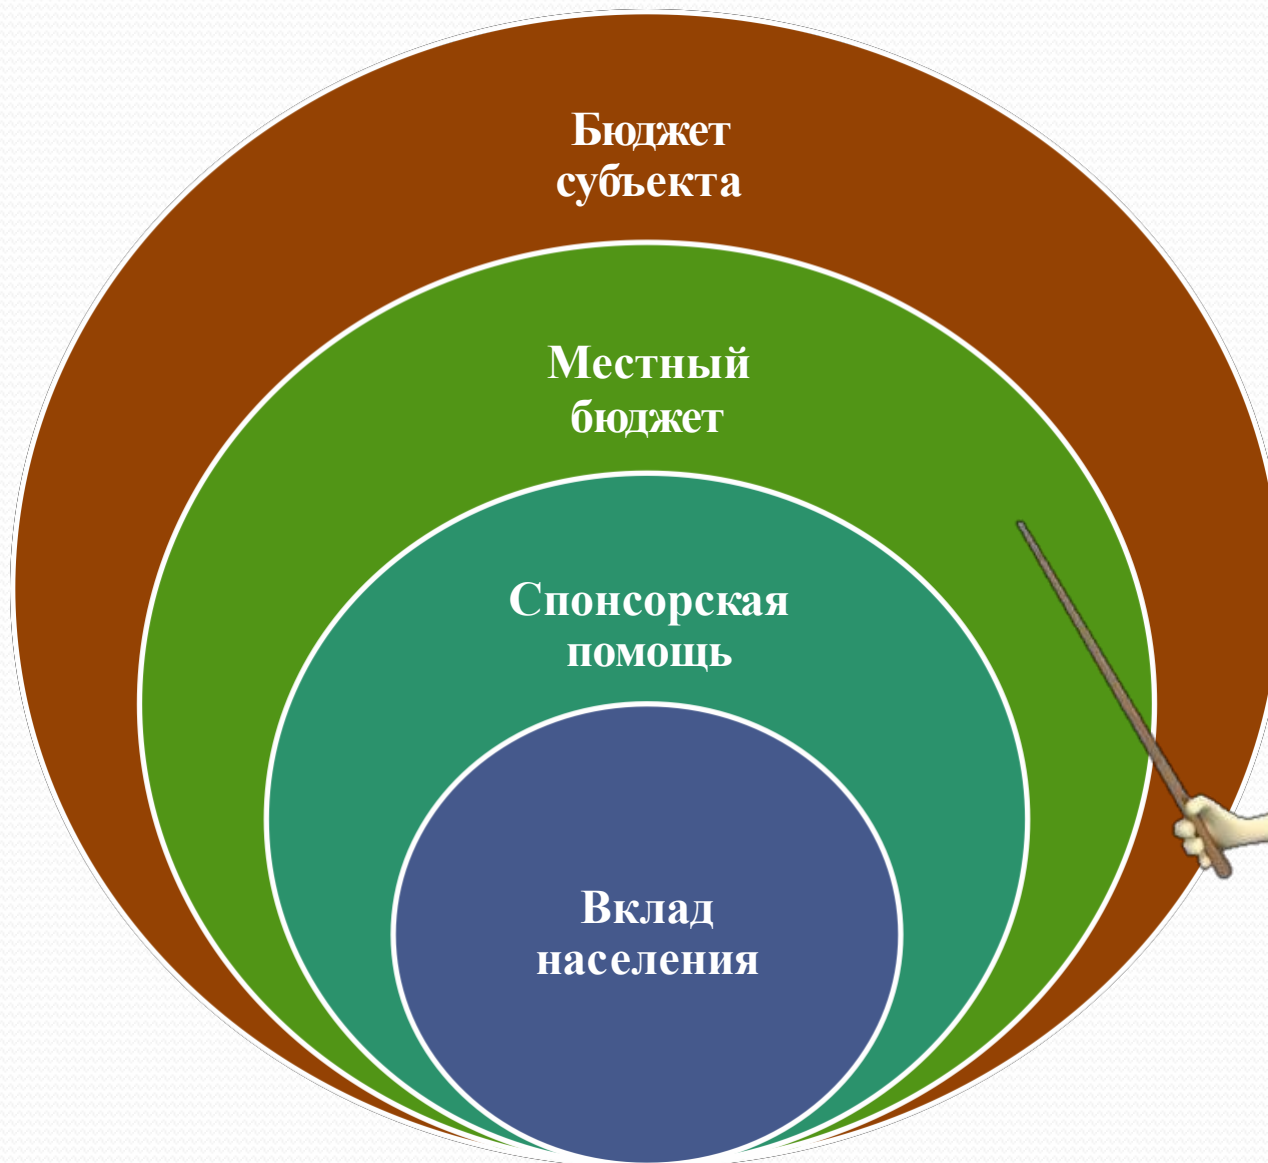 Бюджет
субъекта
Местный
бюджет
Спонсорская
помощь
Вклад
населения